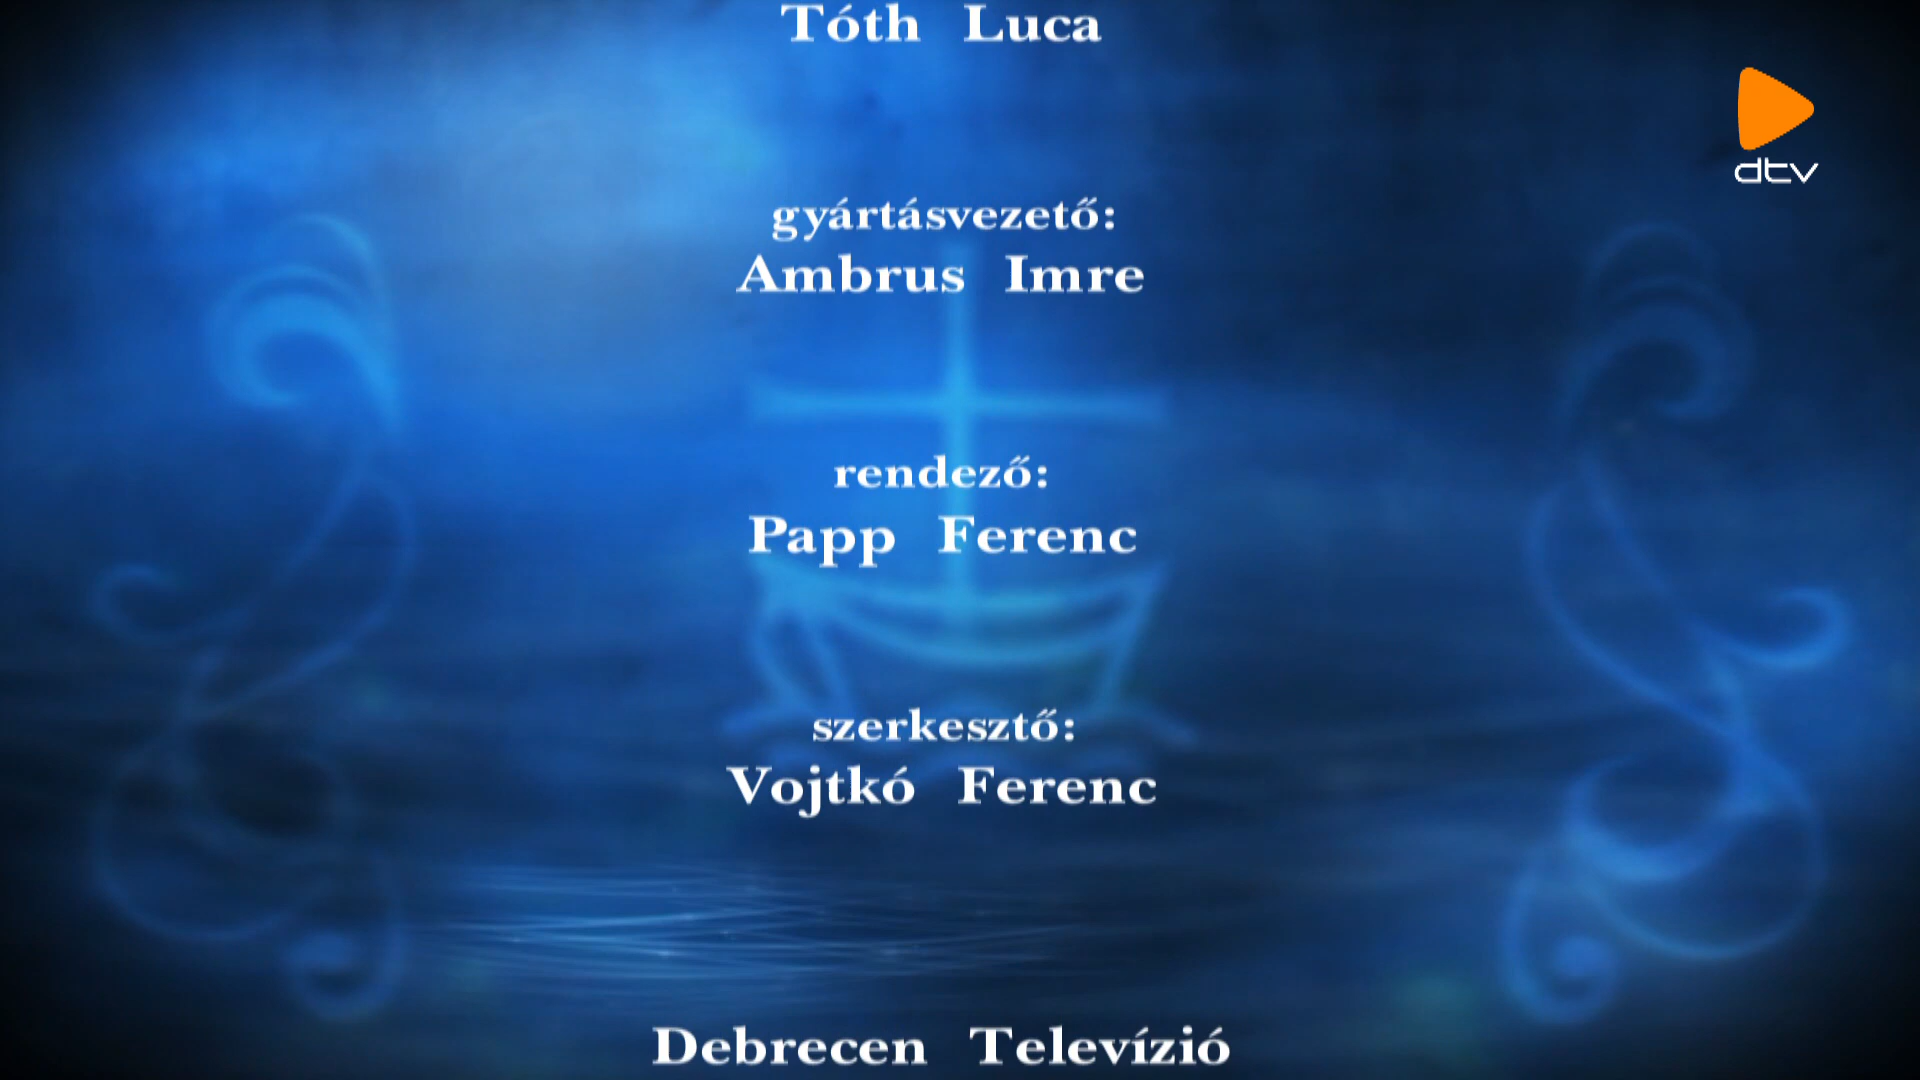 Tóth Luca
dtv
gyártásvezető:
Ambrus Imre
rendező:
Papp Ferenc
szerkesztő:
Vojtkó Ferenc
Debrecen Televízió